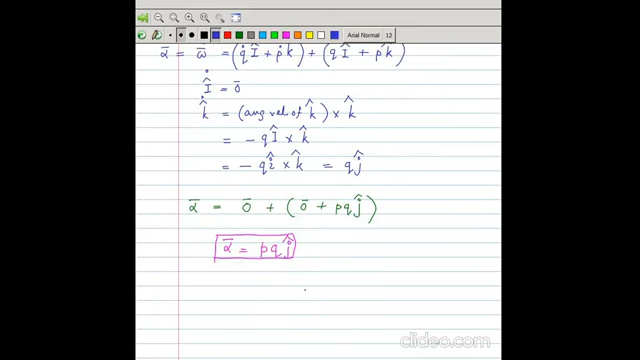 Arial Normal 12
ᾱ = ω̄̇ = (q̇Î + ṗk̂) + (qÎ̇ + pk̂̇)
Î̇ = 0̄
k̂̇ = (ang vel of k̂) × k̂
= - qÎ × k̂
= - qî × k̂ = qĵ
ᾱ = 0̄ + (0̄ + pqĵ)
ᾱ = pqĵ
clideo.com